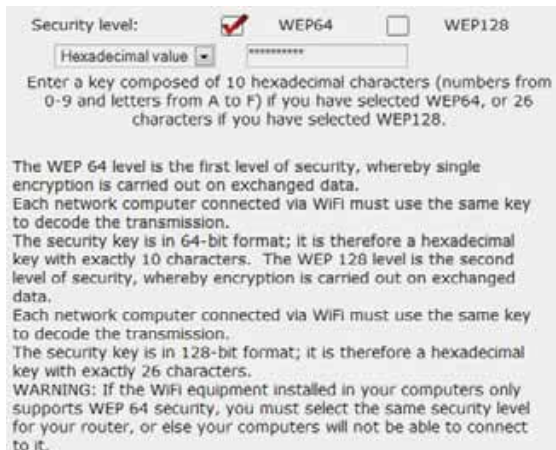 Security level: WEP64 WEP128
Hexadecimal value **********
Enter a key composed of 10 hexadecimal characters (numbers from
0-9 and letters from A to F) if you have selected WEP64, or 26
characters if you have selected WEP128.
The WEP 64 level is the first level of security, whereby single
encryption is carried out on exchanged data.
Each network computer connected via WiFi must use the same key
to decode the transmission.
The security key is in 64-bit format; it is therefore a hexadecimal
key with exactly 10 characters. The WEP 128 level is the second
level of security, whereby encryption is carried out on exchanged
data.
Each network computer connected via WiFi must use the same key
to decode the transmission.
The security key is in 128-bit format; it is therefore a hexadecimal
key with exactly 26 characters.
WARNING: If the WiFi equipment installed in your computers only
supports WEP 64 security, you must select the same security level
for your router, or else your computers will not be able to connect
to it.